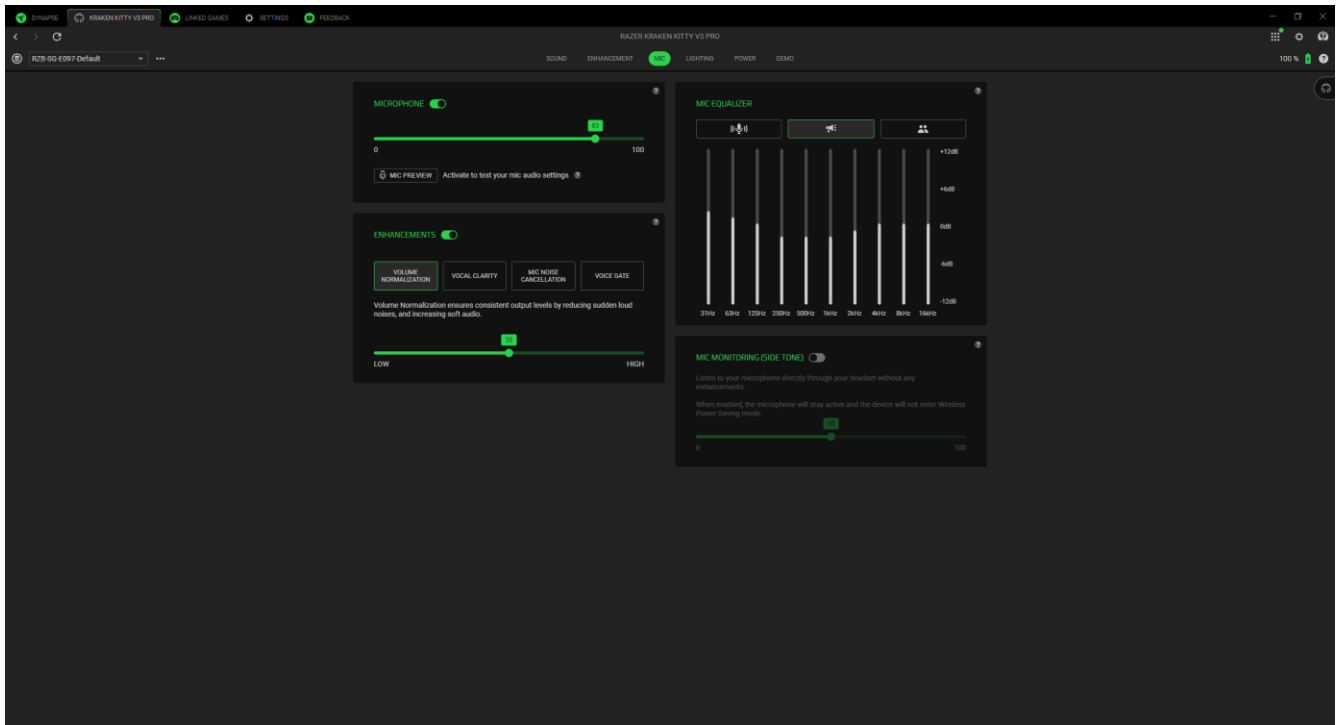 SYNAPSE KRAKEN KITTY V3 PRO LINKED GAMES SETTINGS FEEDBACK
RAZER KRAKEN KITTY V3 PRO
RZB-SG-E097-Default
SOUND ENHANCEMENT MIC LIGHTING POWER DEMO
100 %
MICROPHONE
83
0 100
MIC PREVIEW Activate to test your mic audio settings
ENHANCEMENTS
VOLUME NORMALIZATION
VOCAL CLARITY
MIC NOISE CANCELLATION
VOICE GATE
Volume Normalization ensures consistent output levels by reducing sudden loud
noises, and increasing soft audio.
LOW HIGH
MIC EQUALIZER
+12dB
+6dB
0dB
-6dB
-12dB
31Hz 63Hz 125Hz 250Hz 500Hz 1kHz 2kHz 4kHz 8kHz 16kHz
MIC MONITORING (SIDE TONE)
Listen to your microphone directly through your headset without any
enhancements.
When enabled, the microphone will stay active and the device will not enter Wireless
Power Saving mode.
0 100